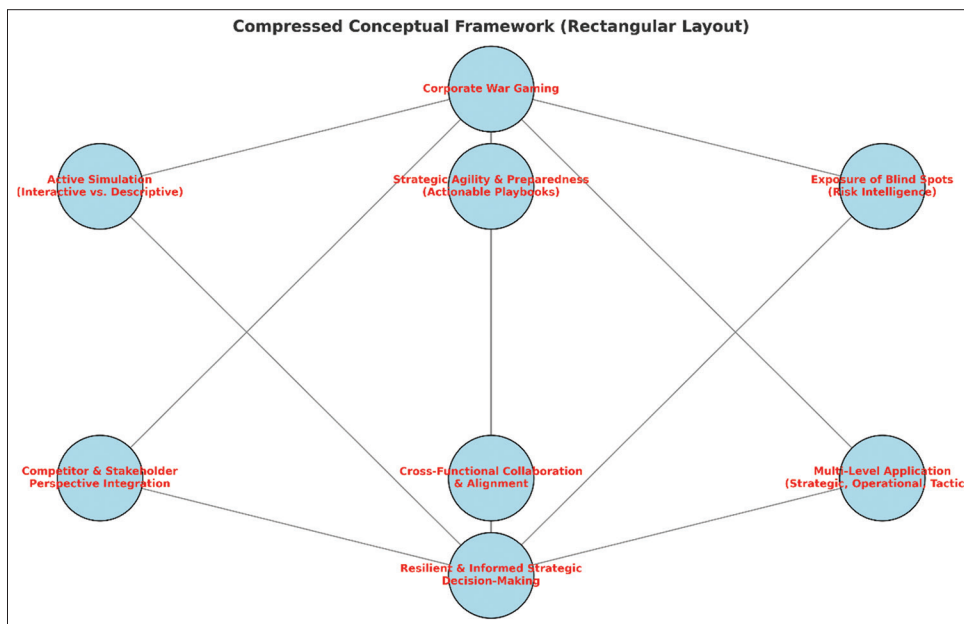 Compressed Conceptual Framework (Rectangular Layout)
Corporate War Gaming
Active Simulation
(Interactive vs. Descriptive)
Strategic Agility & Preparedness
(Actionable Playbooks)
Exposure of Blind Spots
(Risk Intelligence)
Competitor & Stakeholder
Perspective Integration
Cross-Functional Collaboration
& Alignment
Multi-Level Application
(Strategic, Operational, Tactic
Resilient & Informed Strategic
Decision-Making